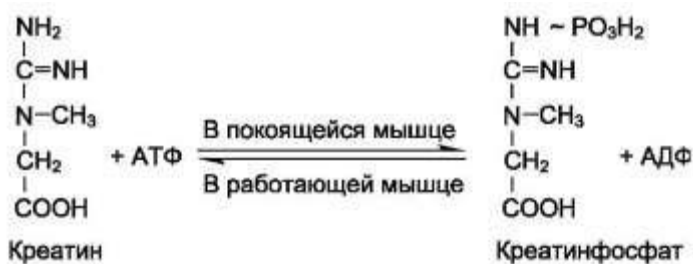 NH₂
C=NH
N–CH₃
CH₂
COOH
Креатин
+ АТФ
В покоящейся мышце
В работающей мышце
NH ~ PO₃H₂
C=NH
N–CH₃
CH₂
COOH
Креатинфосфат
+ АДФ